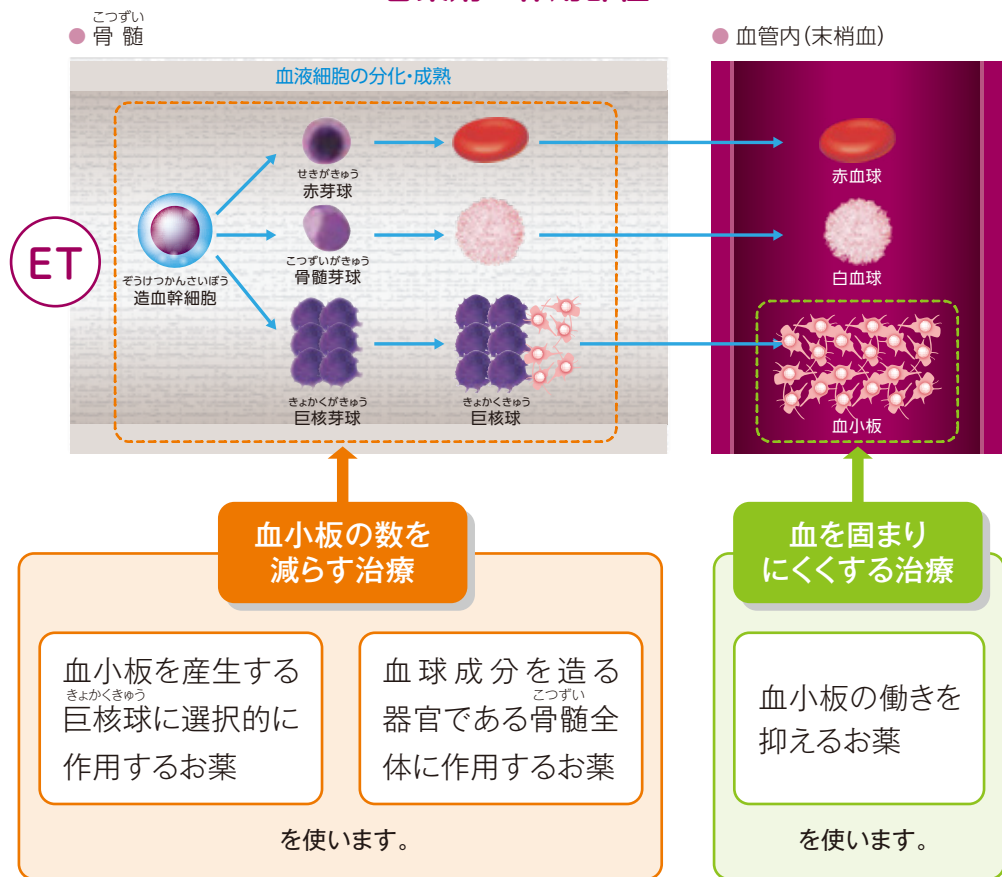 ● 骨髄
こつずい
● 血管内(末梢血)
血液細胞の分化・成熟
ET
せきがきゅう
赤芽球
赤血球
ぞうけつかんさいぼう
造血幹細胞
こつずいがきゅう
骨髄芽球
白血球
きょかくがきゅう
巨核芽球
きょかくきゅう
巨核球
血小板
血小板の数を
減らす治療
血小板を産生する
きょかくきゅう
巨核球に選択的に
作用するお薬
血球成分を造る
こつずい
器官である骨髄全
体に作用するお薬
を使います。
血を固まり
にくくする治療
血小板の働きを
抑えるお薬
を使います。